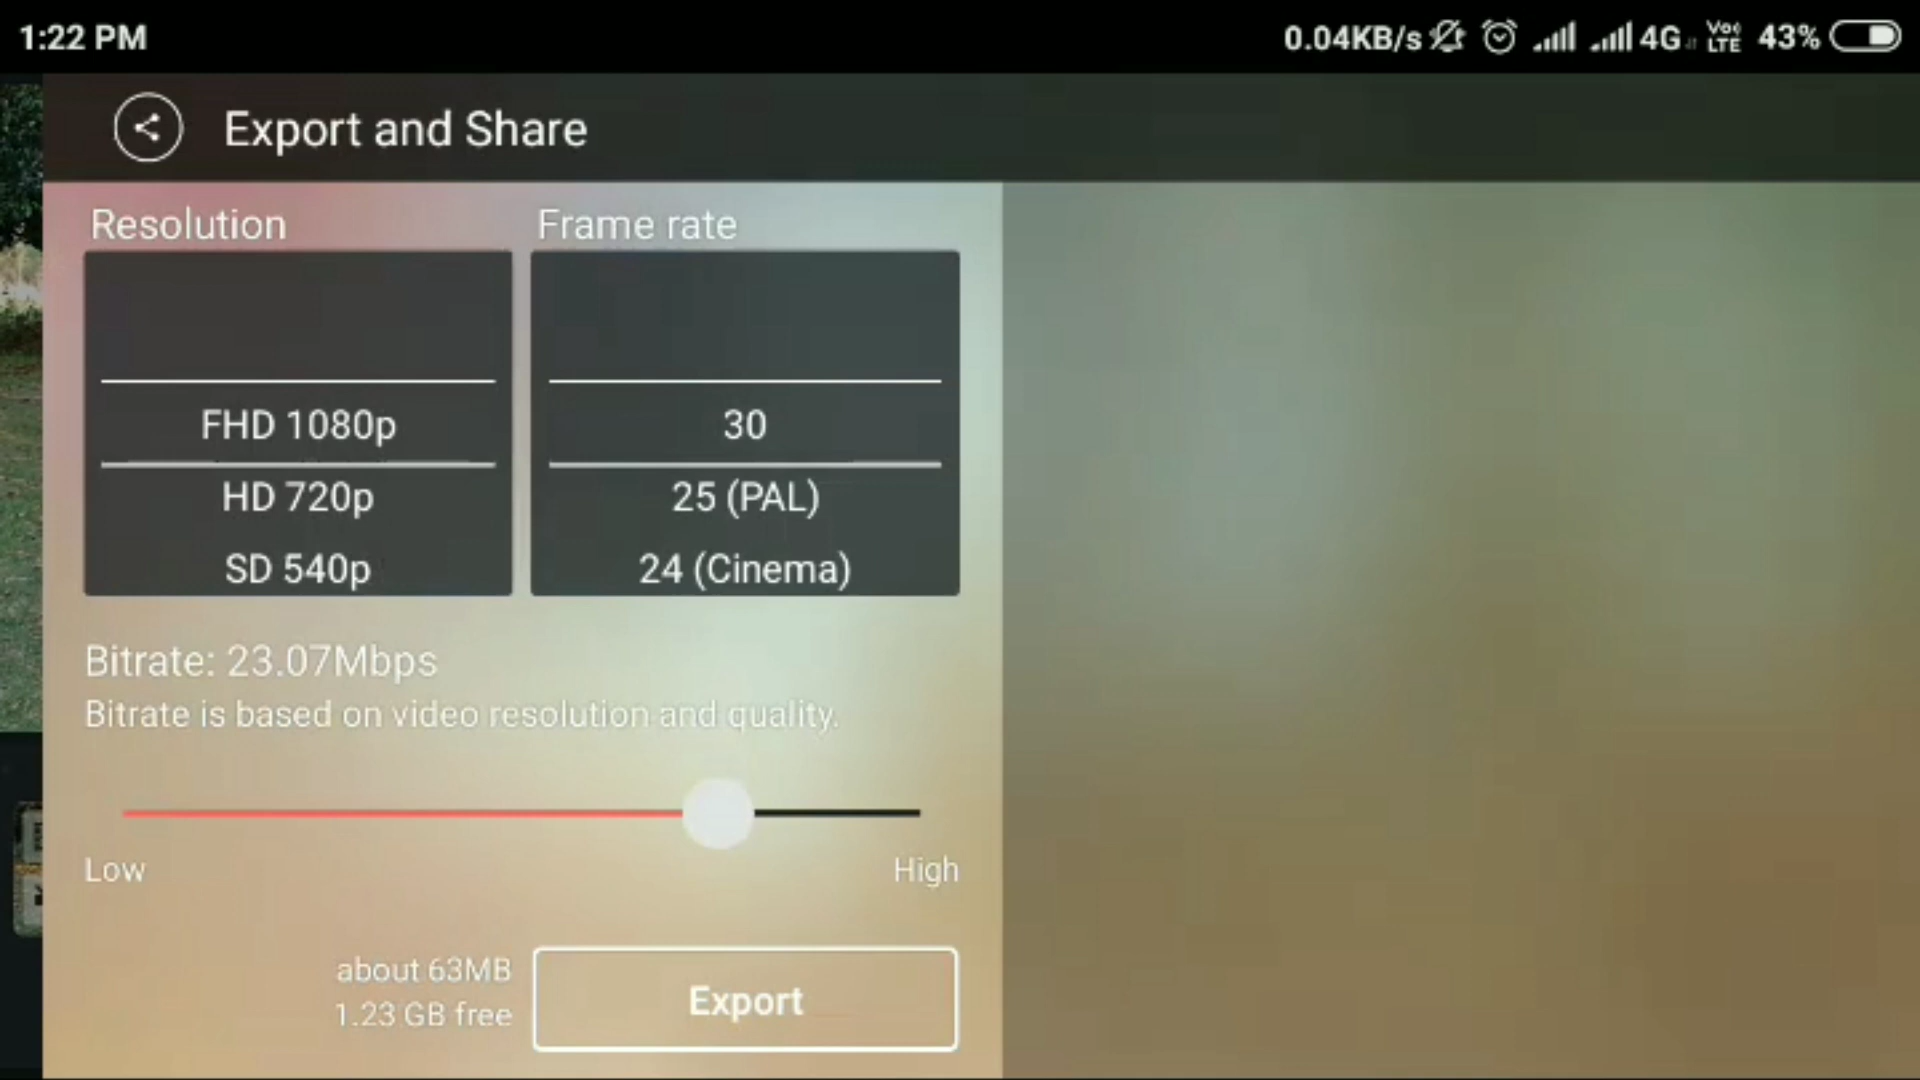 1:22 PM
0.04KB/s 4G VoLTE 43%
Export and Share
Resolution
Frame rate
FHD 1080p
HD 720p
SD 540p
30
25 (PAL)
24 (Cinema)
Bitrate: 23.07Mbps
Bitrate is based on video resolution and quality.
Low
High
about 63MB
1.23 GB free
Export